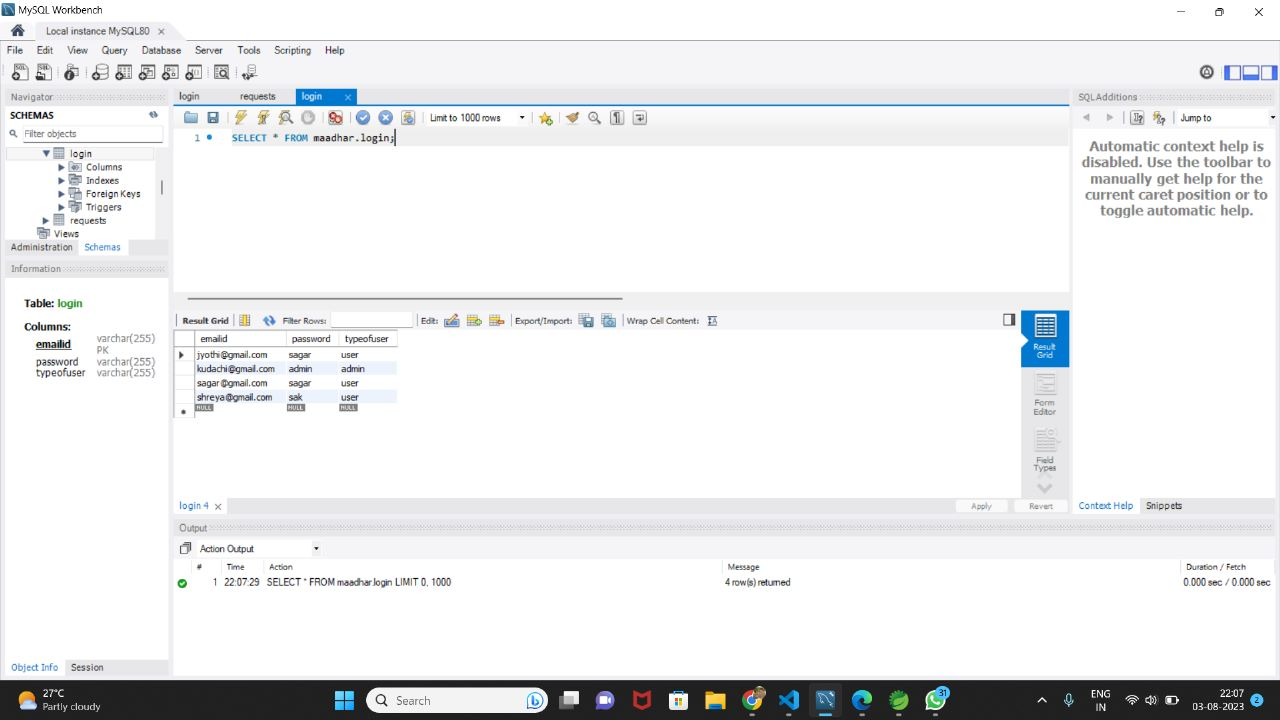 MySQL Workbench
Local instance MySQL80
File Edit View Query Database Server Tools Scripting Help
Navigator
SCHEMAS
Filter objects
login
Columns
Indexes
Foreign Keys
Triggers
requests
Views
Administration Schemas
Information
Table: login
Columns:
emailid varchar(255) PK
password varchar(255)
typeofuser varchar(255)
Object Info Session
login requests login
Limit to 1000 rows
1 SELECT * FROM maadhar.login;
Result Grid Filter Rows: Edit: Export/Import: Wrap Cell Content:
emailid password typeofuser
jyothi@gmail.com sagar user
kudachi@gmail.com admin admin
sagar@gmail.com sagar user
shreya@gmail.com sak user
NULL NULL NULL
Result Grid
Form Editor
Field Types
login 4 Apply Revert
SQLAdditions
Jump to
Automatic context help is
disabled. Use the toolbar to
manually get help for the
current caret position or to
toggle automatic help.
Context Help Snippets
Output
Action Output
# Time Action Message Duration / Fetch
1 22:07:29 SELECT * FROM maadhar.login LIMIT 0, 1000 4 row(s) returned 0.000 sec / 0.000 sec
27°C
Partly cloudy
Search
31
ENG
IN
22:07
03-08-2023
2